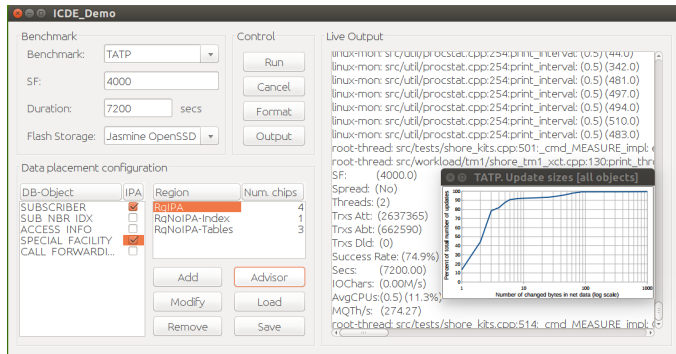 ICDE_Demo
Benchmark
Benchmark: TATP
SF: 4000
Duration: 7200 secs
Flash Storage: Jasmine OpenSSD
Control
Run
Cancel
Format
Output
Data placement configuration
DB-Object IPA
SUBSCRIBER
SUB NBR IDX
ACCESS INFO
SPECIAL FACILITY
CALL FORWARDI...
Region Num. chips
RgIPA 4
RgNoIPA-Index 1
RgNoIPA-Tables 3
Add Advisor
Modify Load
Remove Save
Live Output
linux-mon: src/util/procstat.cpp:254:print_interval: (0.5) (44.0)
linux-mon: src/util/procstat.cpp:254:print_interval: (0.5) (342.0)
linux-mon: src/util/procstat.cpp:254:print_interval: (0.5) (481.0)
linux-mon: src/util/procstat.cpp:254:print_interval: (0.5) (497.0)
linux-mon: src/util/procstat.cpp:254:print_interval: (0.5) (494.0)
linux-mon: src/util/procstat.cpp:254:print_interval: (0.5) (510.0)
linux-mon: src/util/procstat.cpp:254:print_interval: (0.5) (483.0)
root-thread: src/tests/shore_kits.cpp:501:_cmd_MEASURE_impl:
root-thread: src/workload/tm1/shore_tm1_xct.cpp:130:print_thr
SF: (4000.0)
Spread: (No)
Threads: (2)
Trxs Att: (2637365)
Trxs Abt: (662590)
Trxs Dld: (0)
Success Rate: (74.9%)
Secs: (7200.00)
IOChars: (0.00M/s)
AvgCPUs:(0.5) (11.3%)
MQTh/s: (274.27)
root-thread: src/tests/shore_kits.cpp:514: _cmd_MEASURE_impl:
TATP. Update sizes [all objects]
Percent of total number of updates
100
90
80
70
60
50
40
30
20
10
0
1 10 100 1000
Number of changed bytes in net data (log scale)